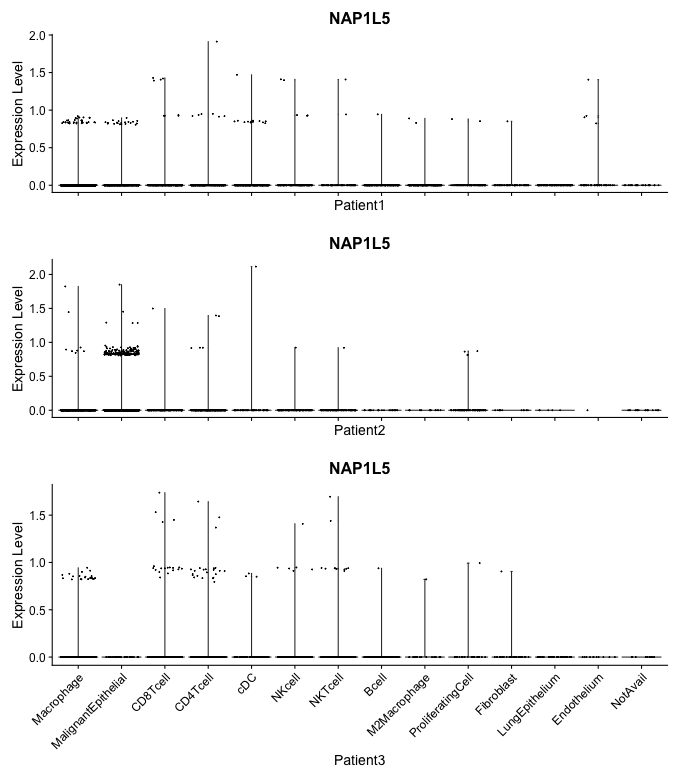 NAP1L5
Expression Level
2.0
1.5
1.0
0.5
0.0
Patient1
NAP1L5
Expression Level
2.0
1.5
1.0
0.5
0.0
Patient2
NAP1L5
Expression Level
1.5
1.0
0.5
0.0
Macrophage
MalignantEpithelial
CD8Tcell
CD4Tcell
cDC
NKcell
NKTcell
Bcell
M2Macrophage
ProliferatingCell
Fibroblast
LungEpithelium
Endothelium
NotAvail
Patient3